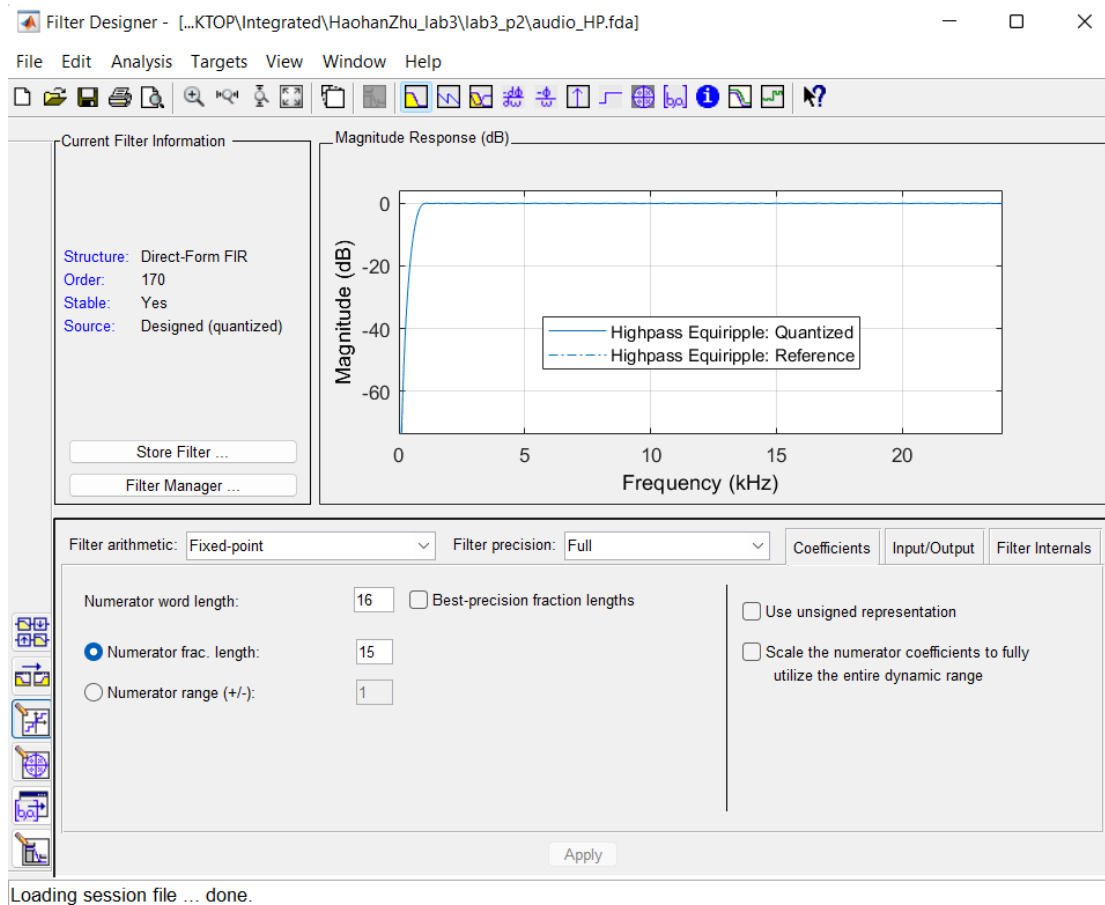 Filter Designer - [...KTOP\Integrated\HaohanZhu_lab3\lab3_p2\audio_HP.fda]
File Edit Analysis Targets View Window Help
Current Filter Information
Structure: Direct-Form FIR
Order: 170
Stable: Yes
Source: Designed (quantized)
Store Filter ...
Filter Manager ...
Magnitude Response (dB)
Magnitude (dB)
0
-20
-40
-60
Highpass Equiripple: Quantized
Highpass Equiripple: Reference
0 5 10 15 20
Frequency (kHz)
Filter arithmetic: Fixed-point Filter precision: Full Coefficients Input/Output Filter Internals
Numerator word length: 16 Best-precision fraction lengths
Numerator frac. length: 15
Numerator range (+/-): 1
Use unsigned representation
Scale the numerator coefficients to fully
utilize the entire dynamic range
Apply
Loading session file ... done.